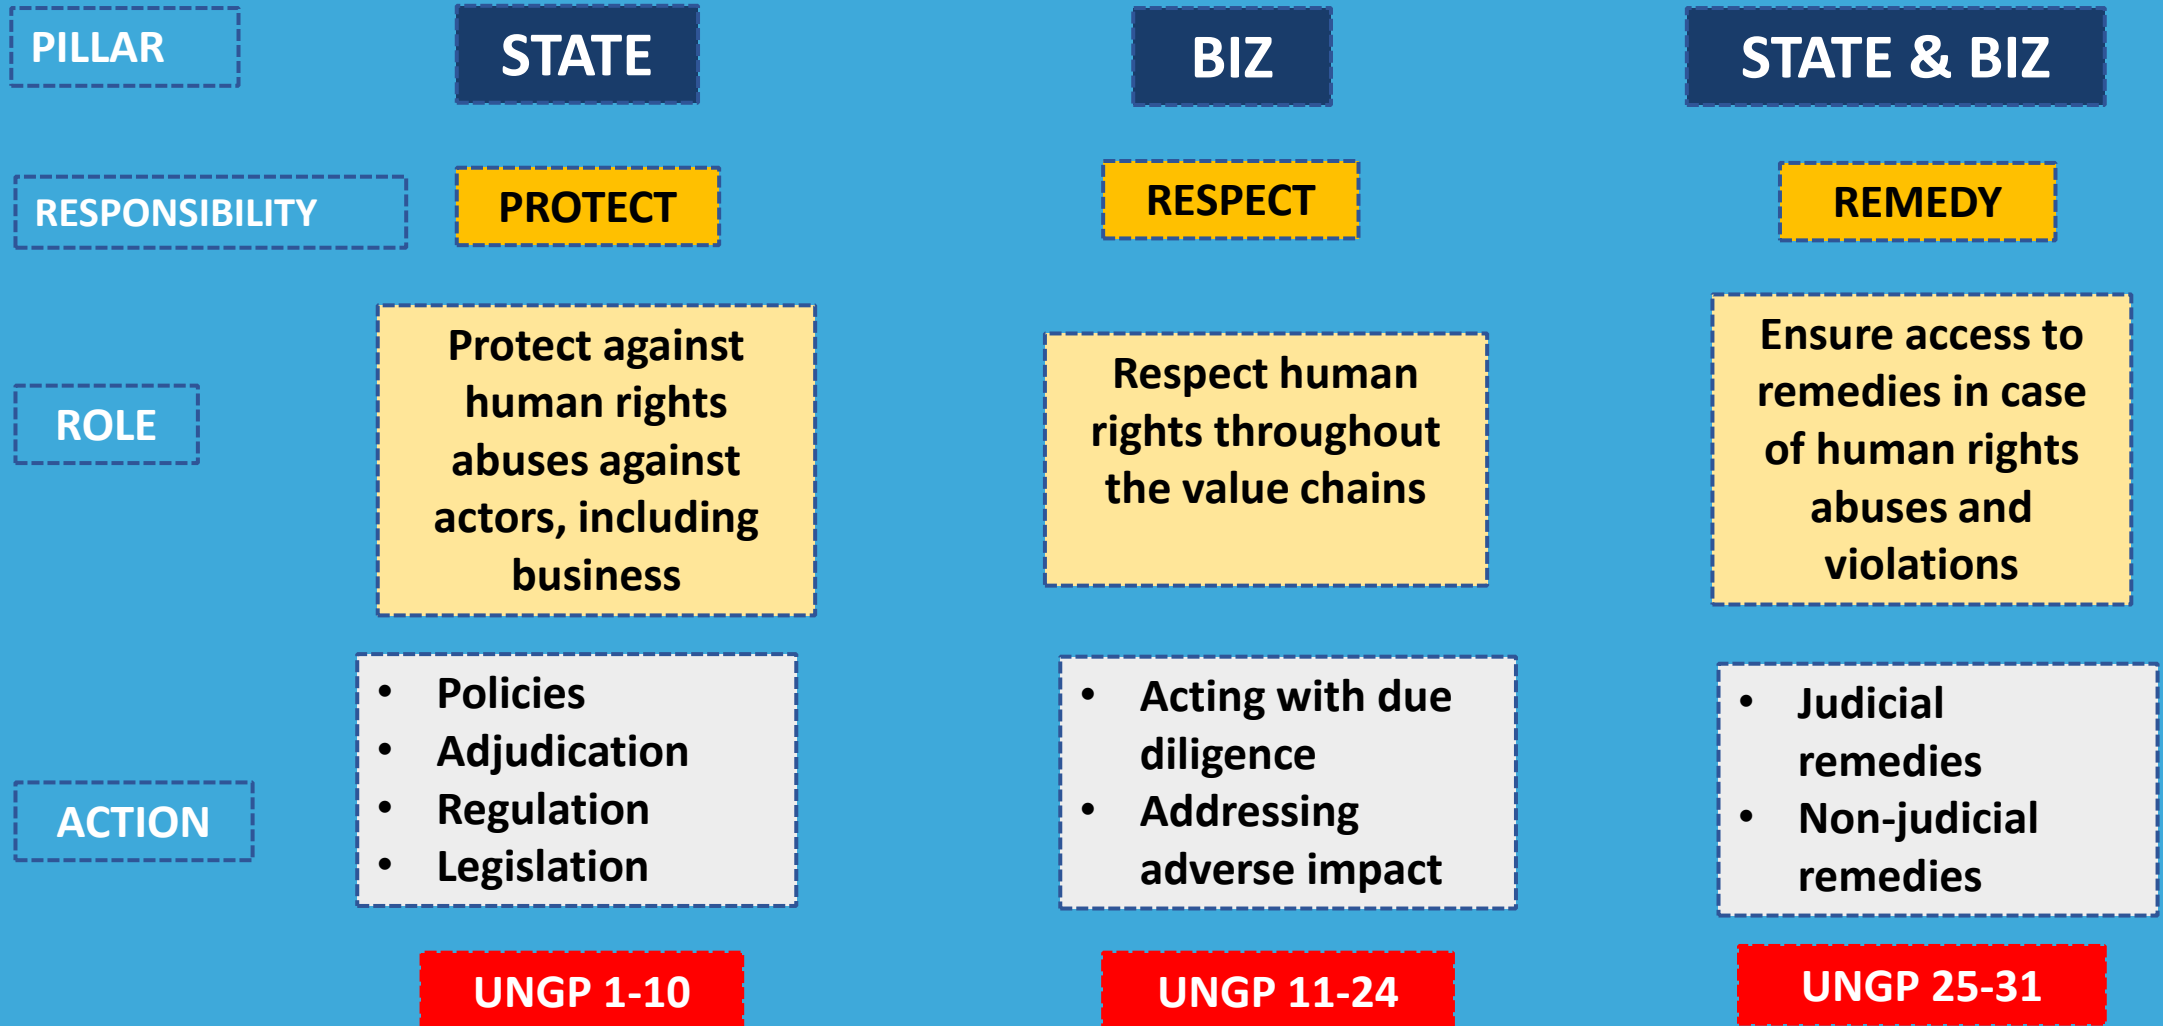 PILLAR
STATE
BIZ
STATE & BIZ
RESPONSIBILITY
PROTECT
RESPECT
REMEDY
ROLE
Protect against
human rights
abuses against
actors, including
business
Respect human
rights throughout
the value chains
Ensure access to
remedies in case
of human rights
abuses and
violations
ACTION
• Policies
• Adjudication
• Regulation
• Legislation
• Acting with due
diligence
• Addressing
adverse impact
• Judicial
remedies
• Non-judicial
remedies
UNGP 1-10
UNGP 11-24
UNGP 25-31